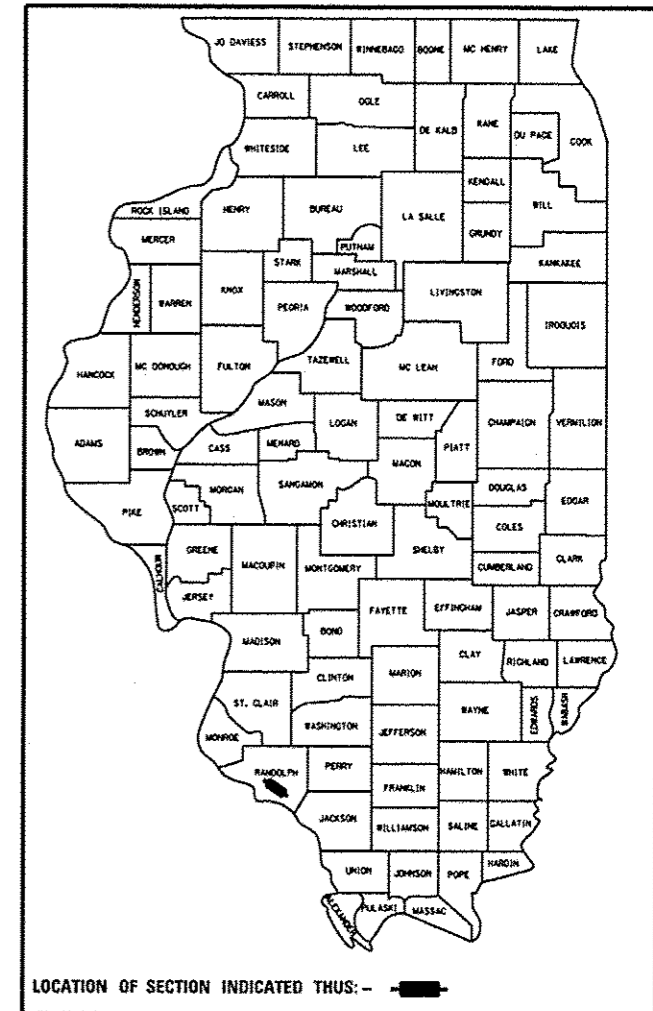 JO DAVIESS STEPHENSON WINNEBAGO BOONE MC HENRY LAKE
CARROLL OGLE DE KALB KANE DU PAGE COOK
WHITESIDE LEE KENDALL WILL
ROCK ISLAND HENRY BUREAU LA SALLE GRUNDY
MERCER PUTNAM KANKAKEE
STARK MARSHALL
HENDERSON WARREN KNOX PEORIA WOODFORD LIVINGSTON IROQUOIS
HANCOCK MC DONOUGH FULTON TAZEWELL MC LEAN FORD
SCHUYLER MASON LOGAN DE WITT CHAMPAIGN VERMILION
ADAMS BROWN CASS MENARD PIATT
MACON
PIKE SCOTT MORGAN SANGAMON MOULTRIE DOUGLAS EDGAR
CHRISTIAN COLES
CALHOUN GREENE MACOUPIN MONTGOMERY SHELBY CUMBERLAND CLARK
JERSEY FAYETTE EFFINGHAM JASPER CRAWFORD
MADISON BOND CLAY RICHLAND LAWRENCE
CLINTON MARION
ST. CLAIR WAYNE EDWARDS WABASH
MONROE WASHINGTON JEFFERSON
RANDOLPH PERRY HAMILTON WHITE
FRANKLIN
JACKSON WILLIAMSON SALINE GALLATIN
UNION JOHNSON POPE HARDIN
ALEXANDER PULASKI MASSAC
LOCATION OF SECTION INDICATED THUS:-